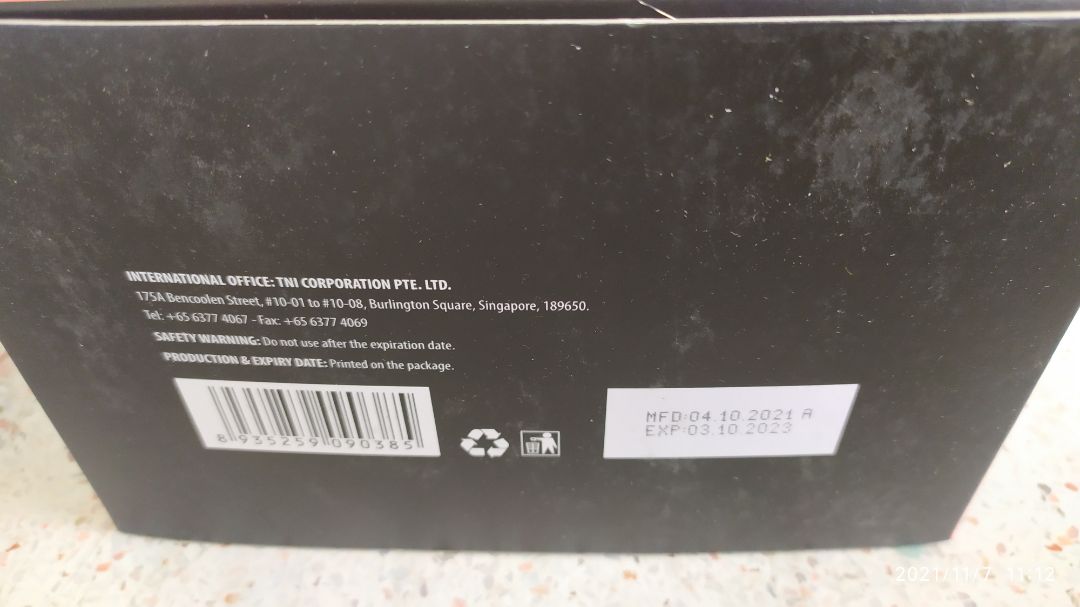 INTERNATIONAL OFFICE: TNI CORPORATION PTE. LTD.
175A Bencoolen Street, #10-01 to #10-08, Burlington Square, Singapore, 189650.
Tel: +65 6377 4067 - Fax: +65 6377 4069
SAFETY WARNING: Do not use after the expiration date.
PRODUCTION & EXPIRY DATE: Printed on the package.
8 935259 090385
MFD:04.10.2021 A
EXP:03.10.2023
2021/11/7 11:12